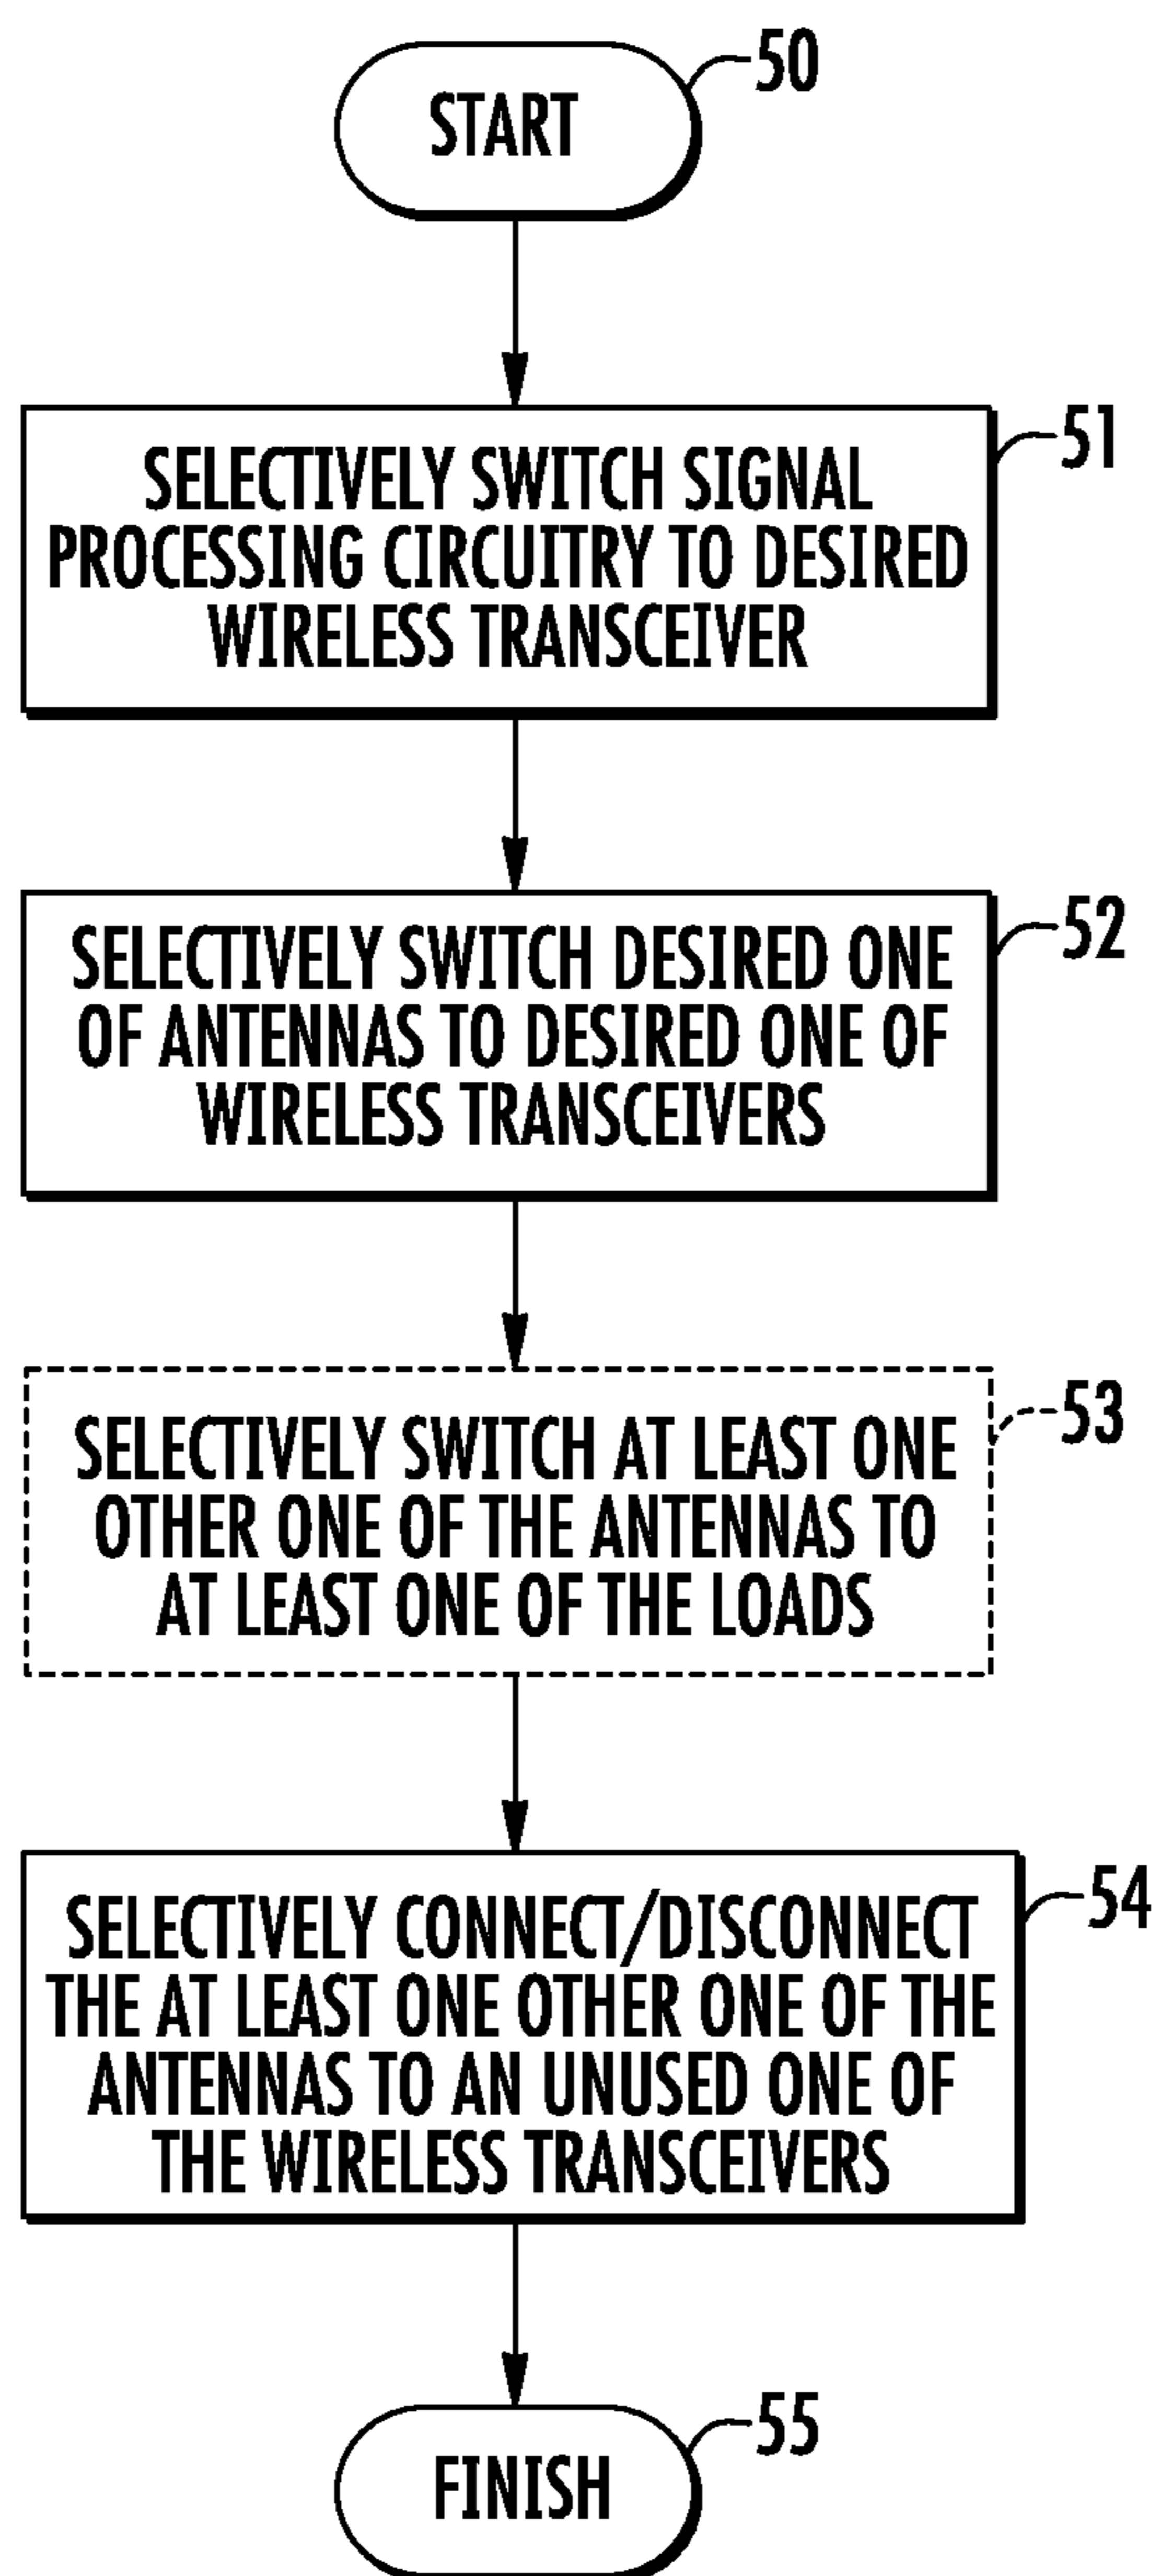 START
50
SELECTIVELY SWITCH SIGNAL
PROCESSING CIRCUITRY TO DESIRED
WIRELESS TRANSCEIVER
51
SELECTIVELY SWITCH DESIRED ONE
OF ANTENNAS TO DESIRED ONE OF
WIRELESS TRANSCEIVERS
52
SELECTIVELY SWITCH AT LEAST ONE
OTHER ONE OF THE ANTENNAS TO
AT LEAST ONE OF THE LOADS
53
SELECTIVELY CONNECT/DISCONNECT
THE AT LEAST ONE OTHER ONE OF THE
ANTENNAS TO AN UNUSED ONE OF
THE WIRELESS TRANSCEIVERS
54
FINISH
55